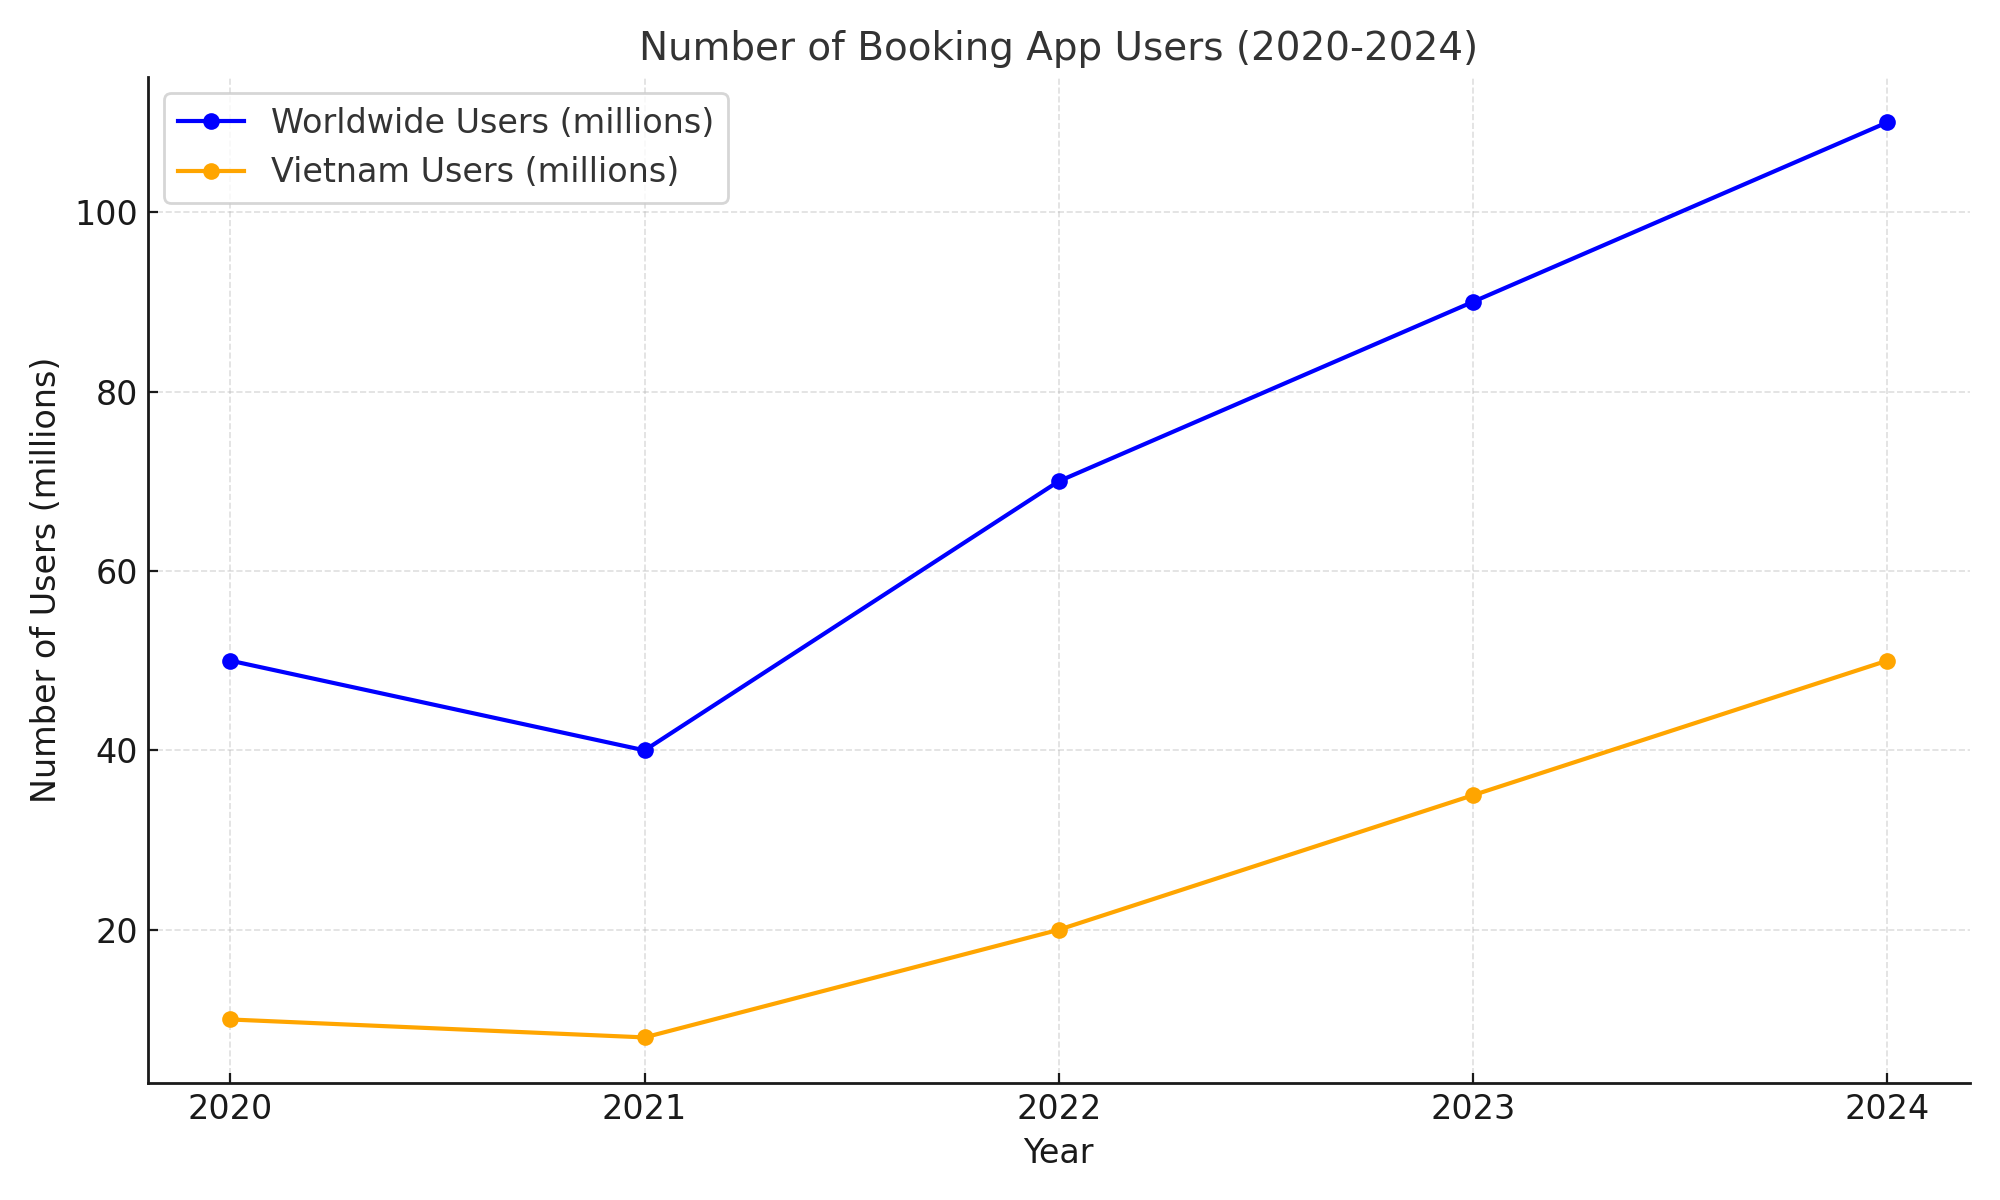 Number of Booking App Users (2020-2024)
Worldwide Users (millions)
Vietnam Users (millions)
Number of Users (millions)
100
80
60
40
20
2020 2021 2022 2023 2024
Year